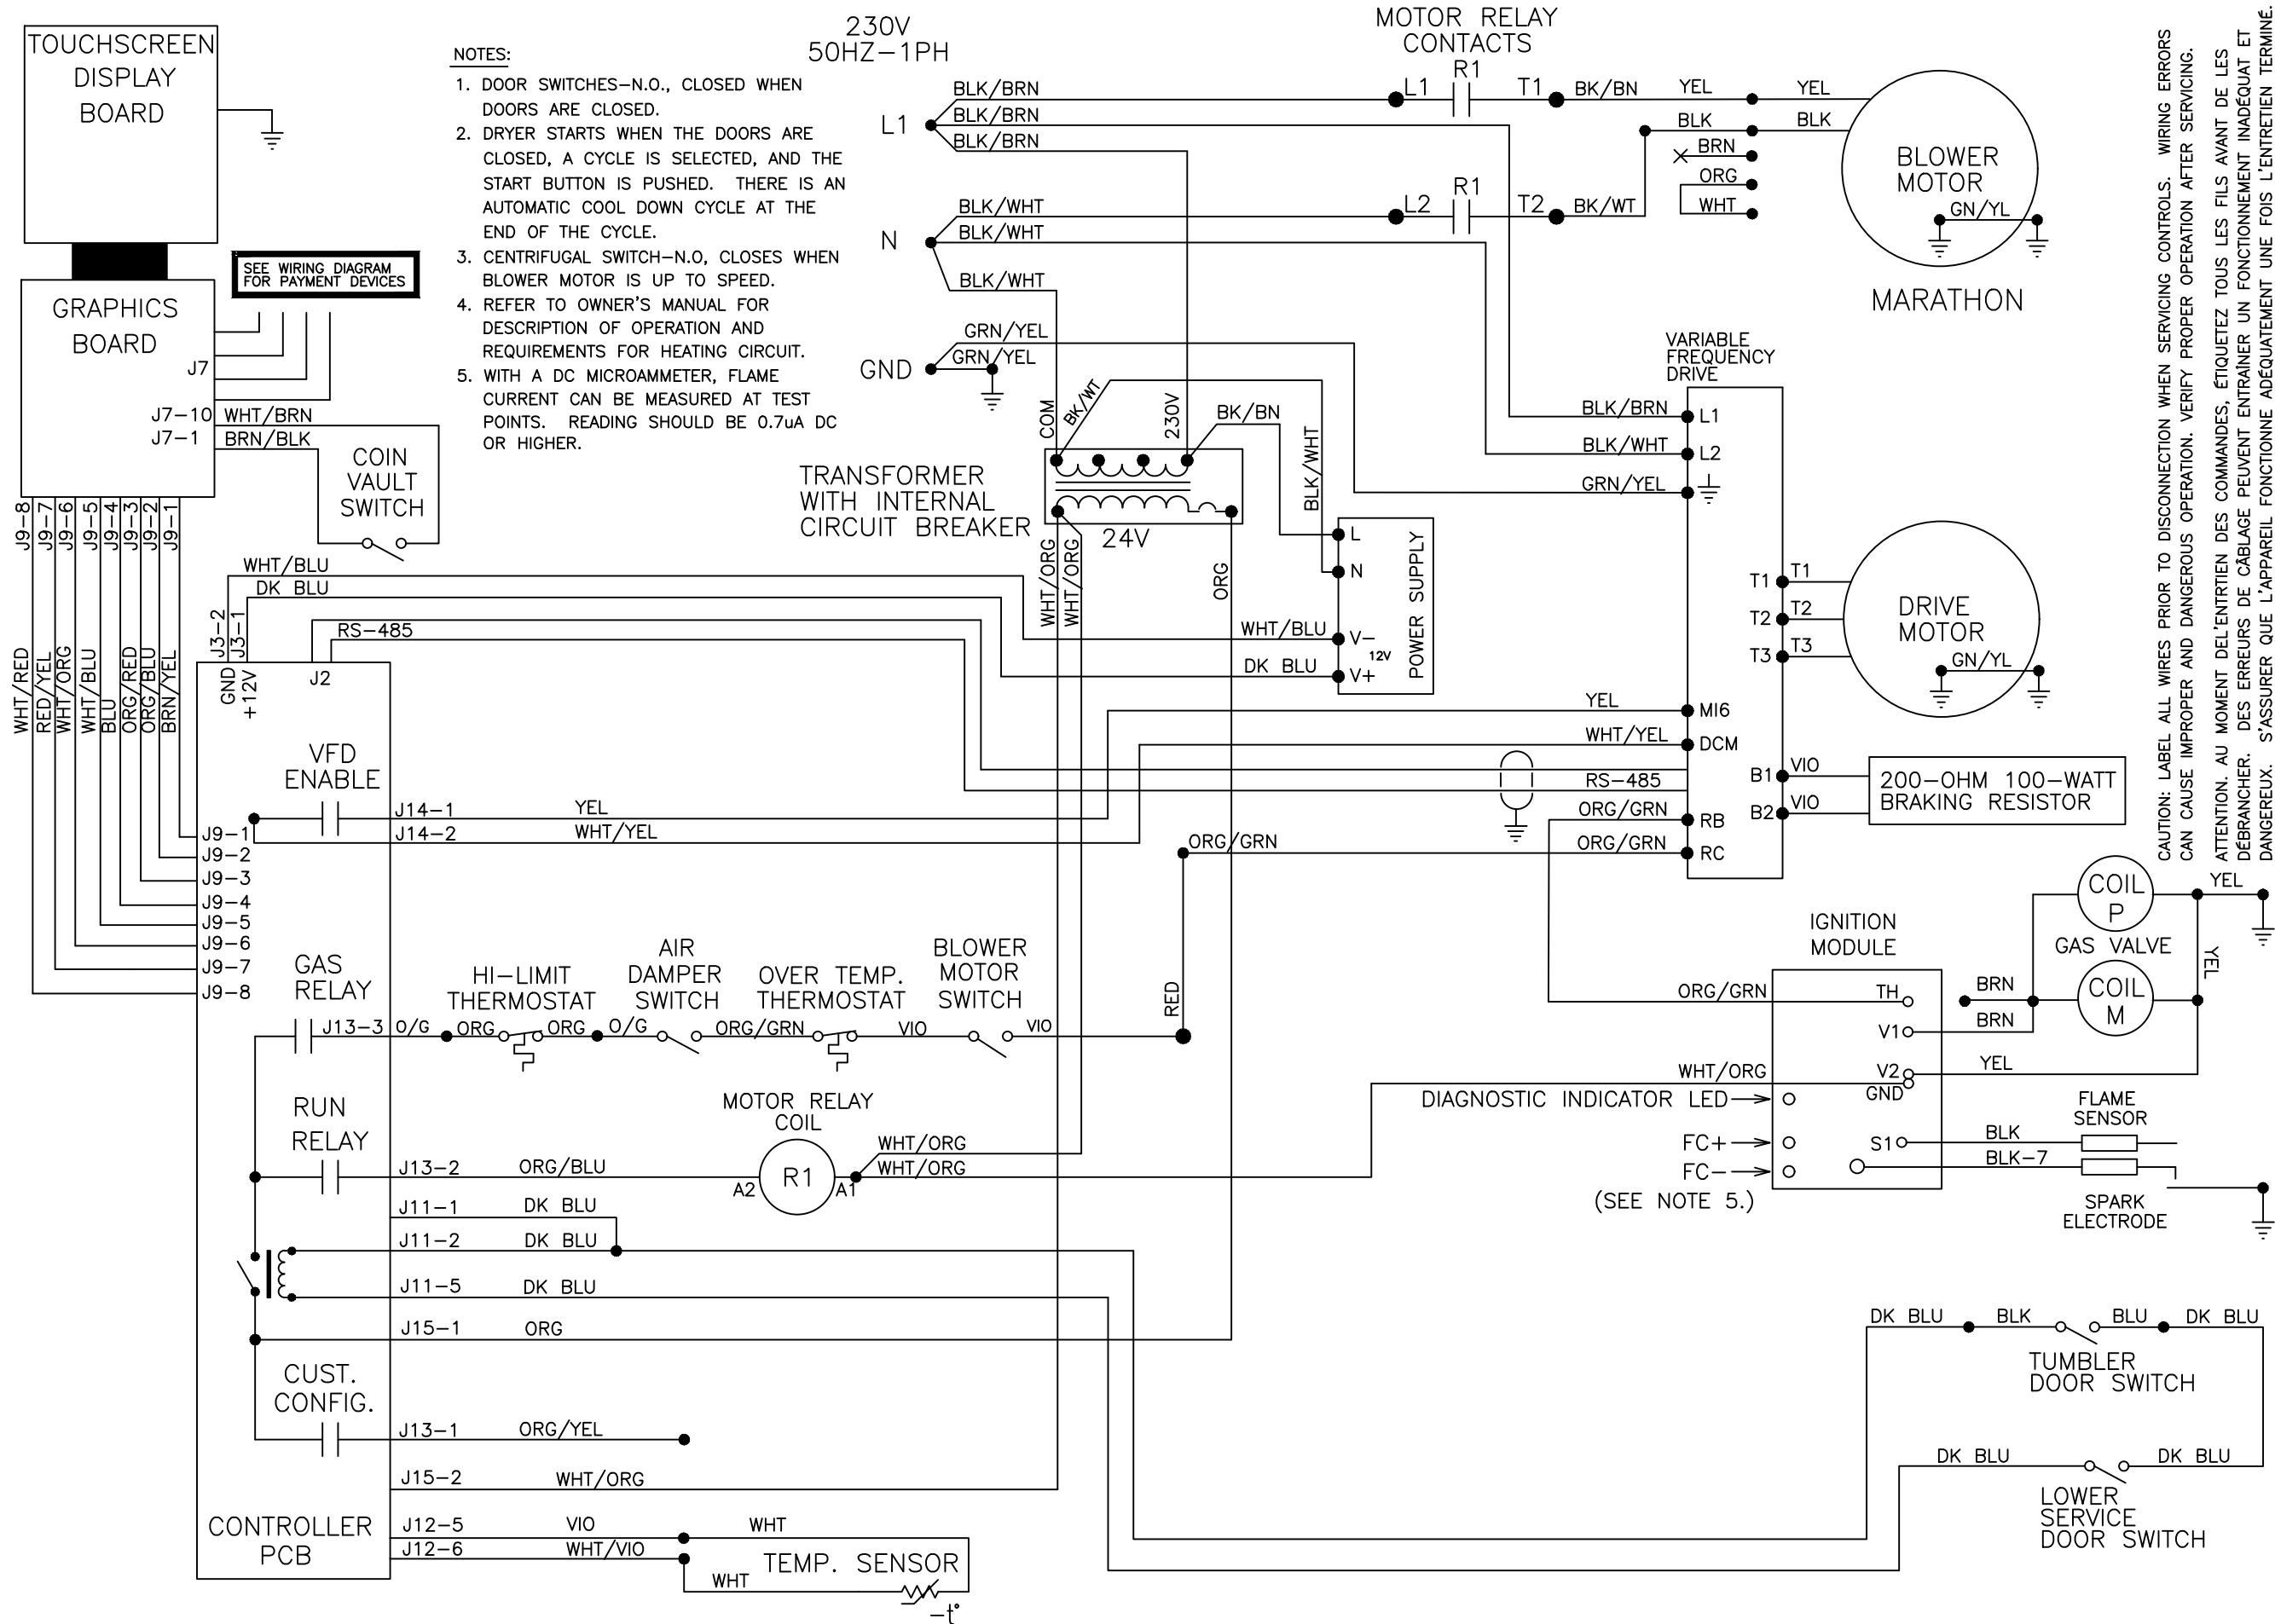 TOUCHSCREEN
DISPLAY
BOARD
GRAPHICS
BOARD
J7
J7-10
J7-1
WHT/BRN
BRN/BLK
SEE WIRING DIAGRAM
FOR PAYMENT DEVICES
COIN
VAULT
SWITCH
NOTES:
1. DOOR SWITCHES-N.O., CLOSED WHEN
DOORS ARE CLOSED.
2. DRYER STARTS WHEN THE DOORS ARE
CLOSED, A CYCLE IS SELECTED, AND THE
START BUTTON IS PUSHED. THERE IS AN
AUTOMATIC COOL DOWN CYCLE AT THE
END OF THE CYCLE.
3. CENTRIFUGAL SWITCH-N.O, CLOSES WHEN
BLOWER MOTOR IS UP TO SPEED.
4. REFER TO OWNER'S MANUAL FOR
DESCRIPTION OF OPERATION AND
REQUIREMENTS FOR HEATING CIRCUIT.
5. WITH A DC MICROAMMETER, FLAME
CURRENT CAN BE MEASURED AT TEST
POINTS. READING SHOULD BE 0.7uA DC
OR HIGHER.
230V
50HZ-1PH
L1
BLK/BRN
BLK/BRN
BLK/BRN
N
BLK/WHT
BLK/WHT
BLK/WHT
GND
GRN/YEL
GRN/YEL
MOTOR RELAY
CONTACTS
L1
R1
T1
BK/BN
YEL
YEL
BLK
BLK
BRN
ORG
WHT
L2
R1
T2
BK/WT
BLOWER
MOTOR
GN/YL
MARATHON
COM
BK/WT
230V
BK/BN
BLK/WHT
TRANSFORMER
WITH INTERNAL
CIRCUIT BREAKER
24V
WHT/ORG
WHT/ORG
ORG
L
N
V-
12V
V+
POWER SUPPLY
WHT/BLU
DK BLU
VARIABLE
FREQUENCY
DRIVE
BLK/BRN
L1
BLK/WHT
L2
GRN/YEL
T1
T1
T2
T2
T3
T3
DRIVE
MOTOR
GN/YL
YEL
MI6
WHT/YEL
DCM
RS-485
B1
VIO
B2
VIO
200-OHM 100-WATT
BRAKING RESISTOR
ORG/GRN
RB
ORG/GRN
RC
ORG/GRN
J9-8
J9-7
J9-6
J9-5
J9-4
J9-3
J9-2
J9-1
WHT/RED
RED/YEL
WHT/ORG
WHT/BLU
BLU
ORG/RED
ORG/BLU
BRN/YEL
WHT/BLU
DK BLU
J3-2
J3-1
RS-485
GND
+12V
J2
VFD
ENABLE
J14-1
YEL
J14-2
WHT/YEL
J9-1
J9-2
J9-3
J9-4
J9-5
J9-6
J9-7
J9-8
GAS
RELAY
J13-3
O/G
ORG
HI-LIMIT
THERMOSTAT
ORG
O/G
AIR
DAMPER
SWITCH
ORG/GRN
OVER TEMP.
THERMOSTAT
VIO
BLOWER
MOTOR
SWITCH
VIO
RED
RUN
RELAY
J13-2
ORG/BLU
MOTOR RELAY
COIL
A2
R1
A1
WHT/ORG
WHT/ORG
J11-1
DK BLU
J11-2
DK BLU
J11-5
DK BLU
J15-1
ORG
CUST.
CONFIG.
J13-1
ORG/YEL
J15-2
WHT/ORG
CONTROLLER
PCB
J12-5
VIO
WHT
J12-6
WHT/VIO
WHT
TEMP. SENSOR
-t°
IGNITION
MODULE
ORG/GRN
TH
V1
V2
GND
WHT/ORG
DIAGNOSTIC INDICATOR LED
FC+
FC-
(SEE NOTE 5.)
S1
BRN
BRN
YEL
COIL
P
GAS VALVE
COIL
M
YEL
YEL
FLAME
SENSOR
BLK
BLK-7
SPARK
ELECTRODE
DK BLU
BLK
BLU
DK BLU
TUMBLER
DOOR SWITCH
DK BLU
DK BLU
LOWER
SERVICE
DOOR SWITCH
CAUTION: LABEL ALL WIRES PRIOR TO DISCONNECTION WHEN SERVICING CONTROLS. WIRING ERRORS
CAN CAUSE IMPROPER AND DANGEROUS OPERATION. VERIFY PROPER OPERATION AFTER SERVICING.
ATTENTION. AU MOMENT DEL'ENTRETIEN DES COMMANDES, ÉTIQUETEZ TOUS LES FILS AVANT DE LES
DÉBRANCHER. DES ERREURS DE CÂBLAGE PEUVENT ENTRAÎNER UN FONCTIONNEMENT INADÉQUAT ET
DANGEREUX. S'ASSURER QUE L'APPAREIL FONCTIONNE ADÉQUATEMENT UNE FOIS L'ENTRETIEN TERMINÉ.